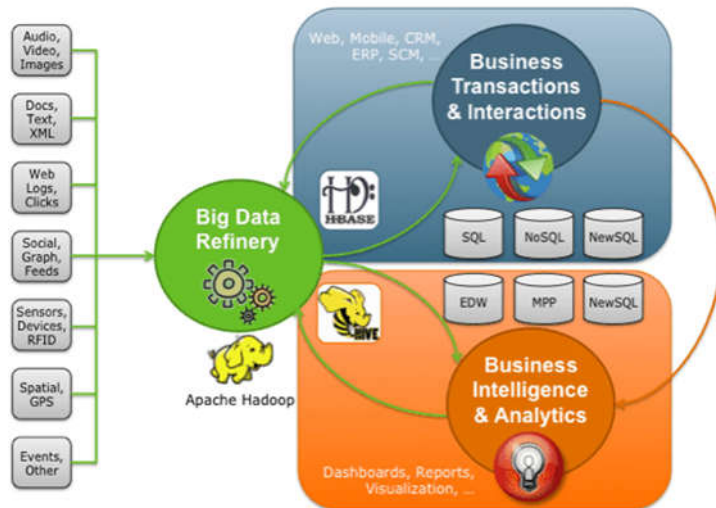 Audio,
Video,
Images
Docs,
Text,
XML
Web
Logs,
Clicks
Social,
Graph,
Feeds
Sensors,
Devices,
RFID
Spatial,
GPS
Events,
Other
Big Data
Refinery
Apache Hadoop
Web, Mobile, CRM,
ERP, SCM, ...
Business
Transactions
& Interactions
HBASE
SQL
NoSQL
NewSQL
EDW
MPP
NewSQL
HIVE
Business
Intelligence
& Analytics
Dashboards, Reports,
Visualization, ...